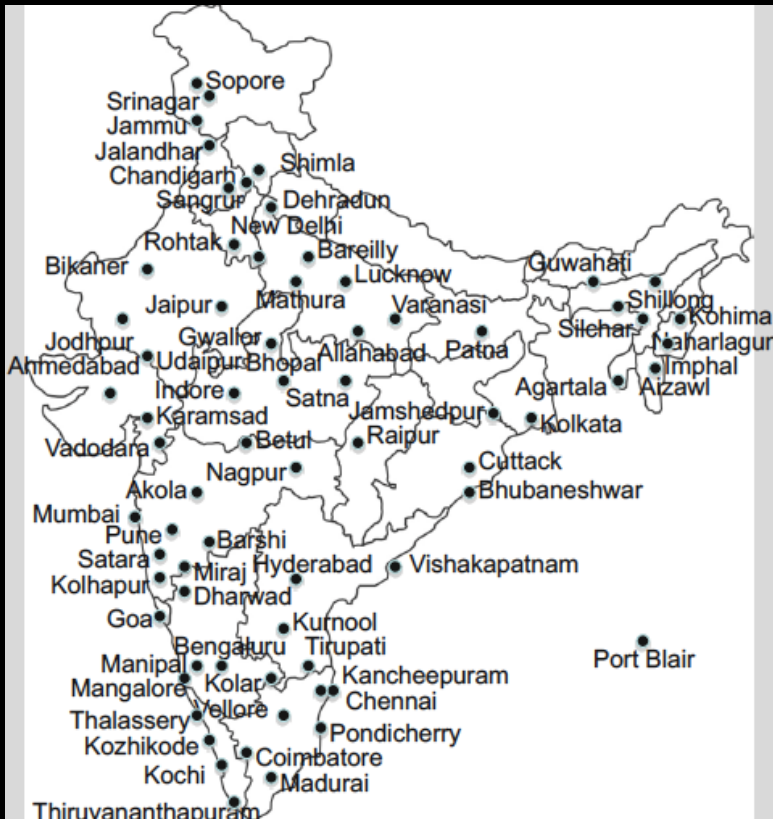 Sopore
Srinagar
Jammu
Jalandhar
Shimla
Chandigarh
Sangrur
Dehradun
New Delhi
Rohtak
Bareilly
Bikaner
Guwahati
Lucknow
Mathura
Jaipur
Varanasi
Shillong
Kohima
Silchar
Jodhpur
Gwalior
Allahabad
Patna
Naharlagur
Ahmedabad
Udaipur
Bhopal
Imphal
Indore
Satna
Agartala
Aizawl
Karamsad
Jamshedpur
Kolkata
Vadodara
Betul
Raipur
Nagpur
Cuttack
Akola
Bhubaneshwar
Mumbai
Pune
Barshi
Satara
Miraj
Hyderabad
Vishakapatnam
Kolhapur
Dharwad
Goa
Kurnool
Bengaluru
Tirupati
Port Blair
Manipal
Kancheepuram
Mangalore
Kolar
Chennai
Vellore
Thalassery
Pondicherry
Kozhikode
Coimbatore
Kochi
Madurai
Thiruvananthapuram